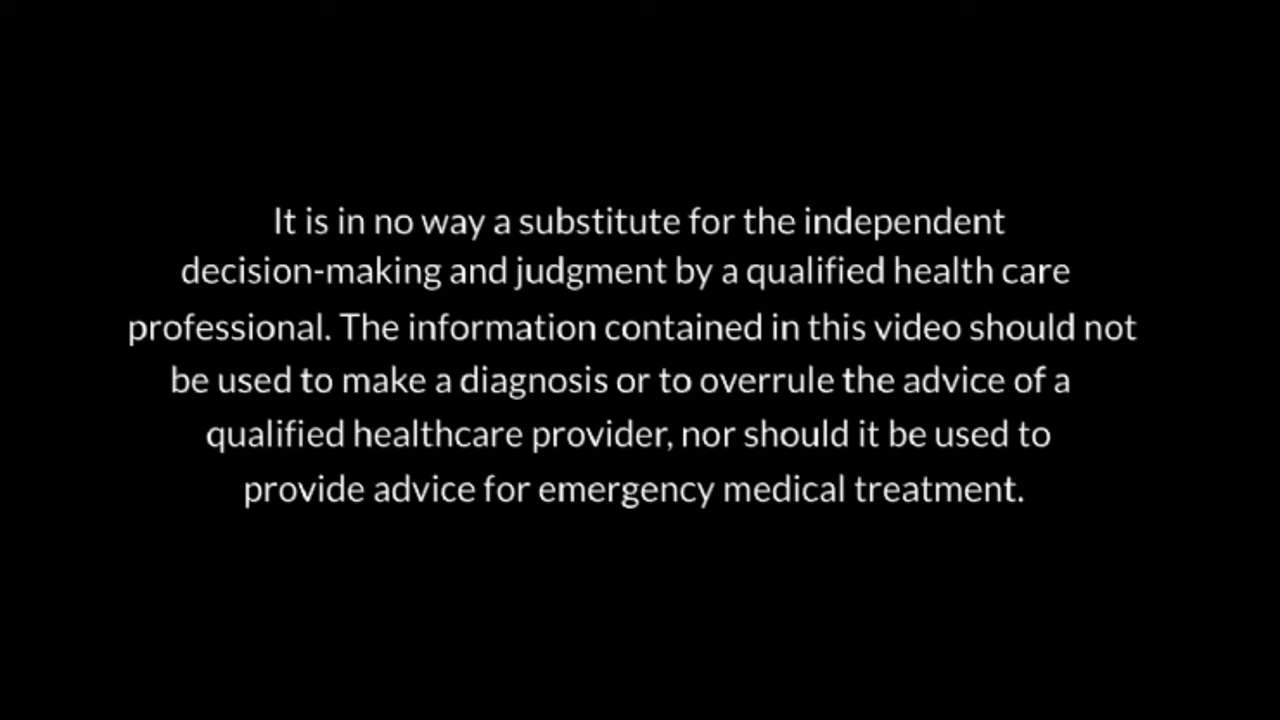 It is in no way a substitute for the independent
decision-making and judgment by a qualified health care
professional. The information contained in this video should not
be used to make a diagnosis or to overrule the advice of a
qualified healthcare provider, nor should it be used to
provide advice for emergency medical treatment.